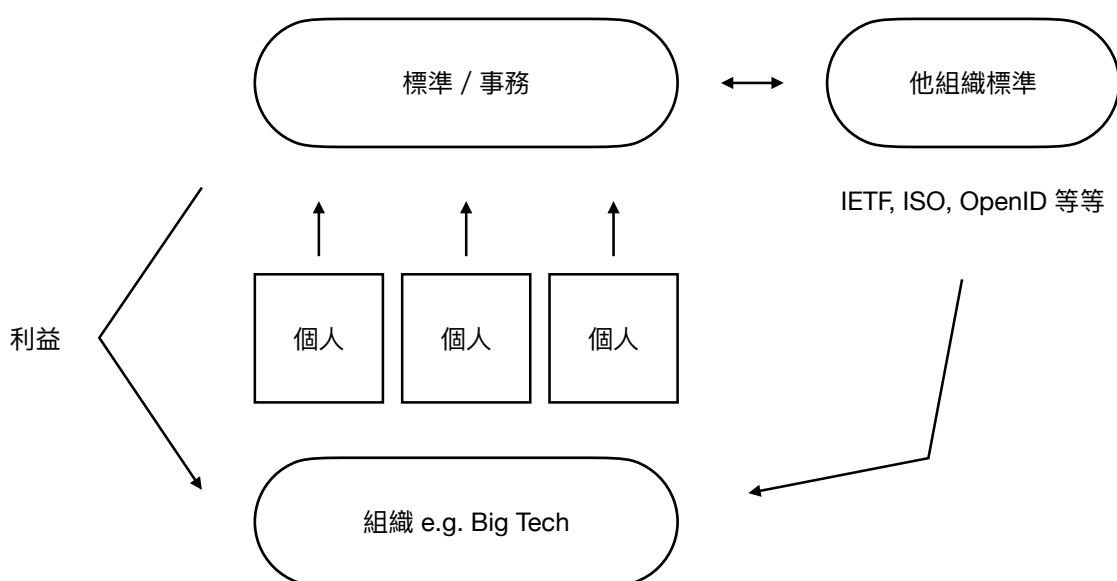 標準 / 事務
他組織標準
IETF, ISO, OpenID 等等
利益
個人
個人
個人
組織 e.g. Big Tech